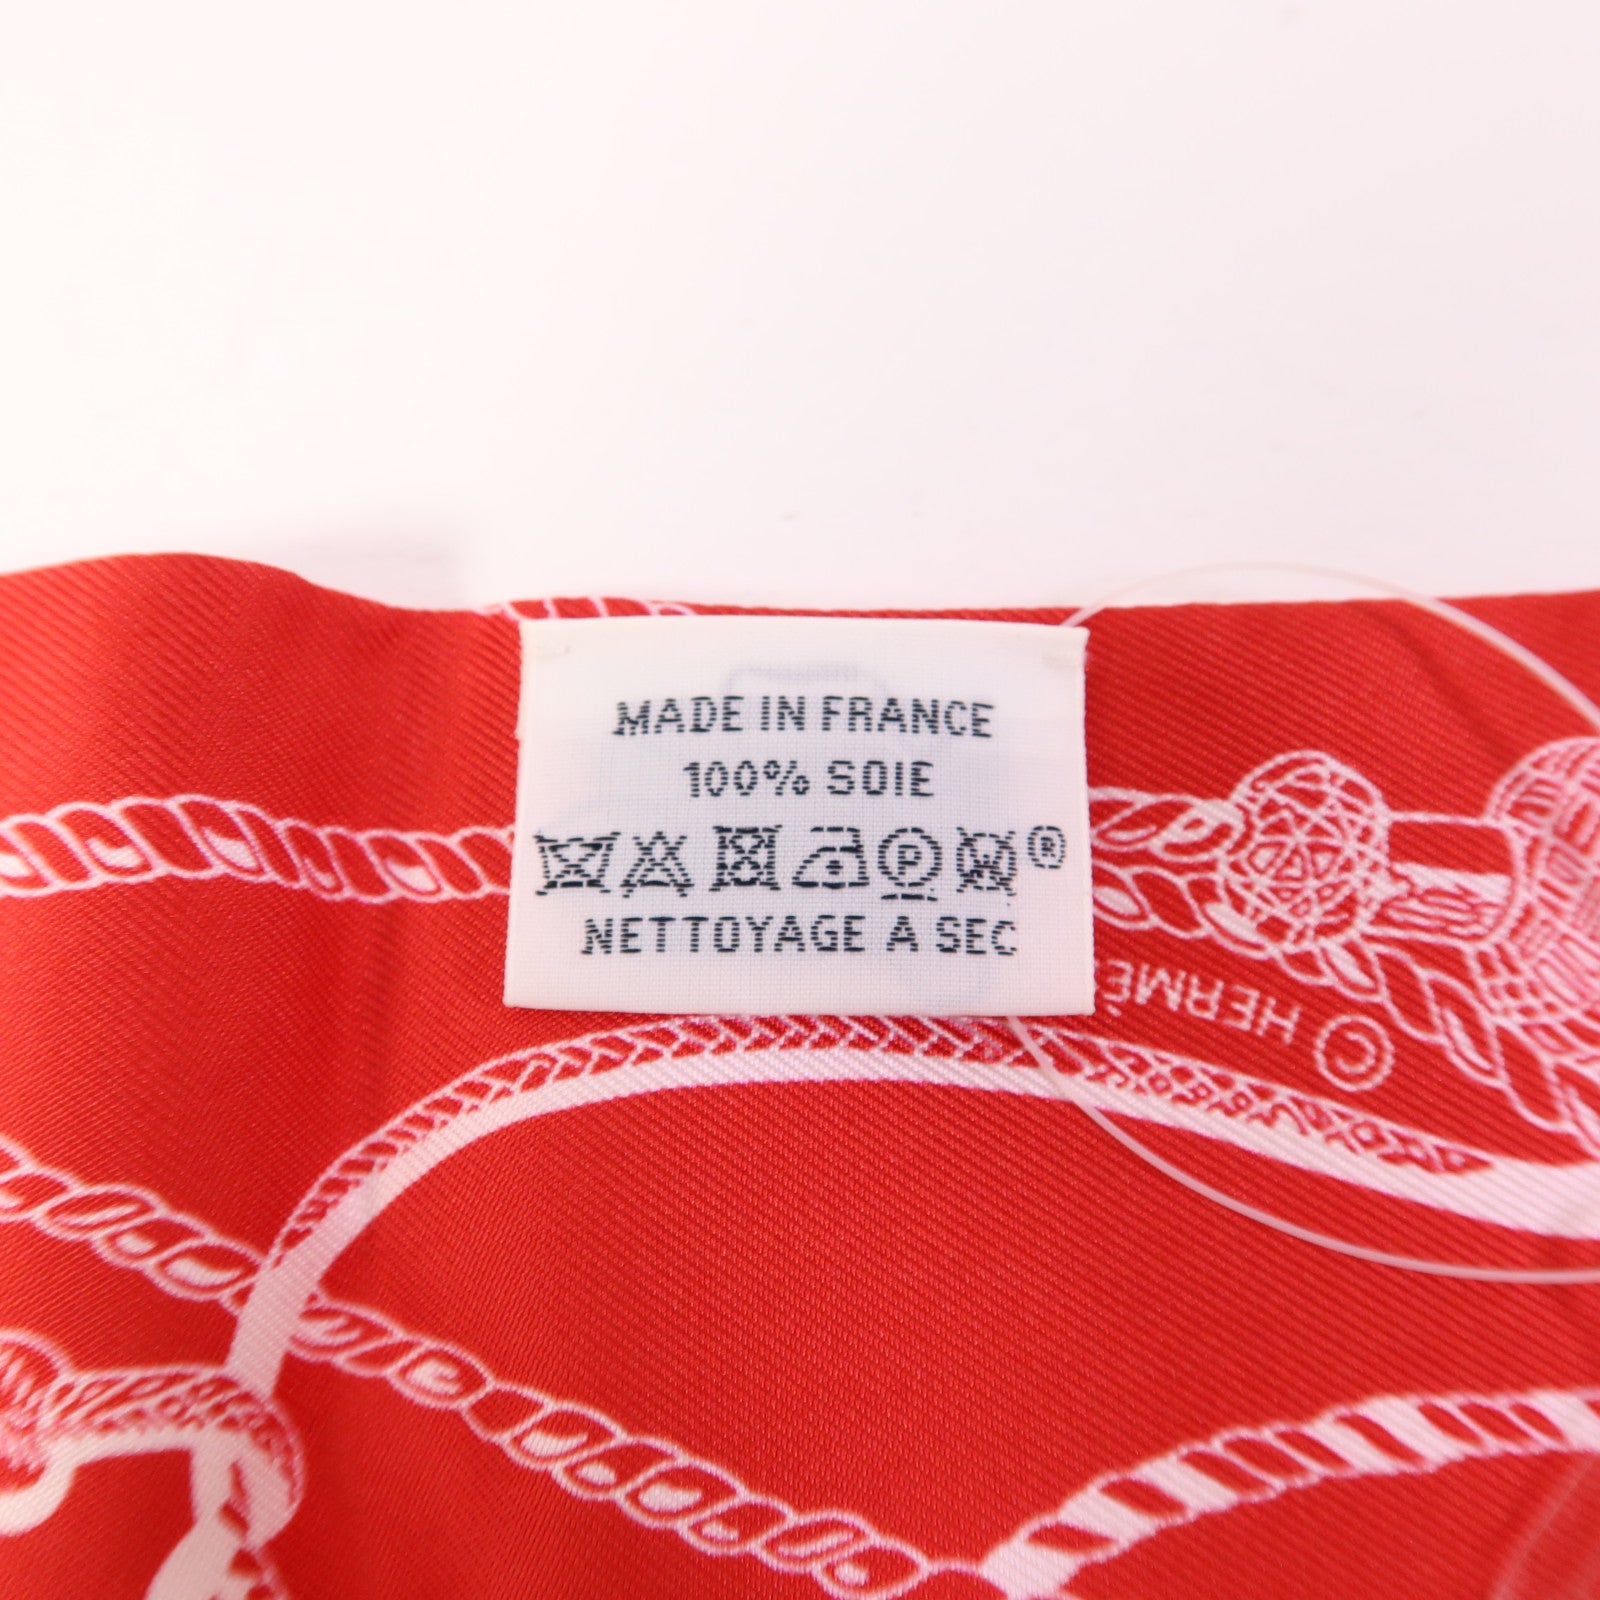 MADE IN FRANCE
100% SOIE
P ®
NETTOYAGE A SEC
© HERMÈ